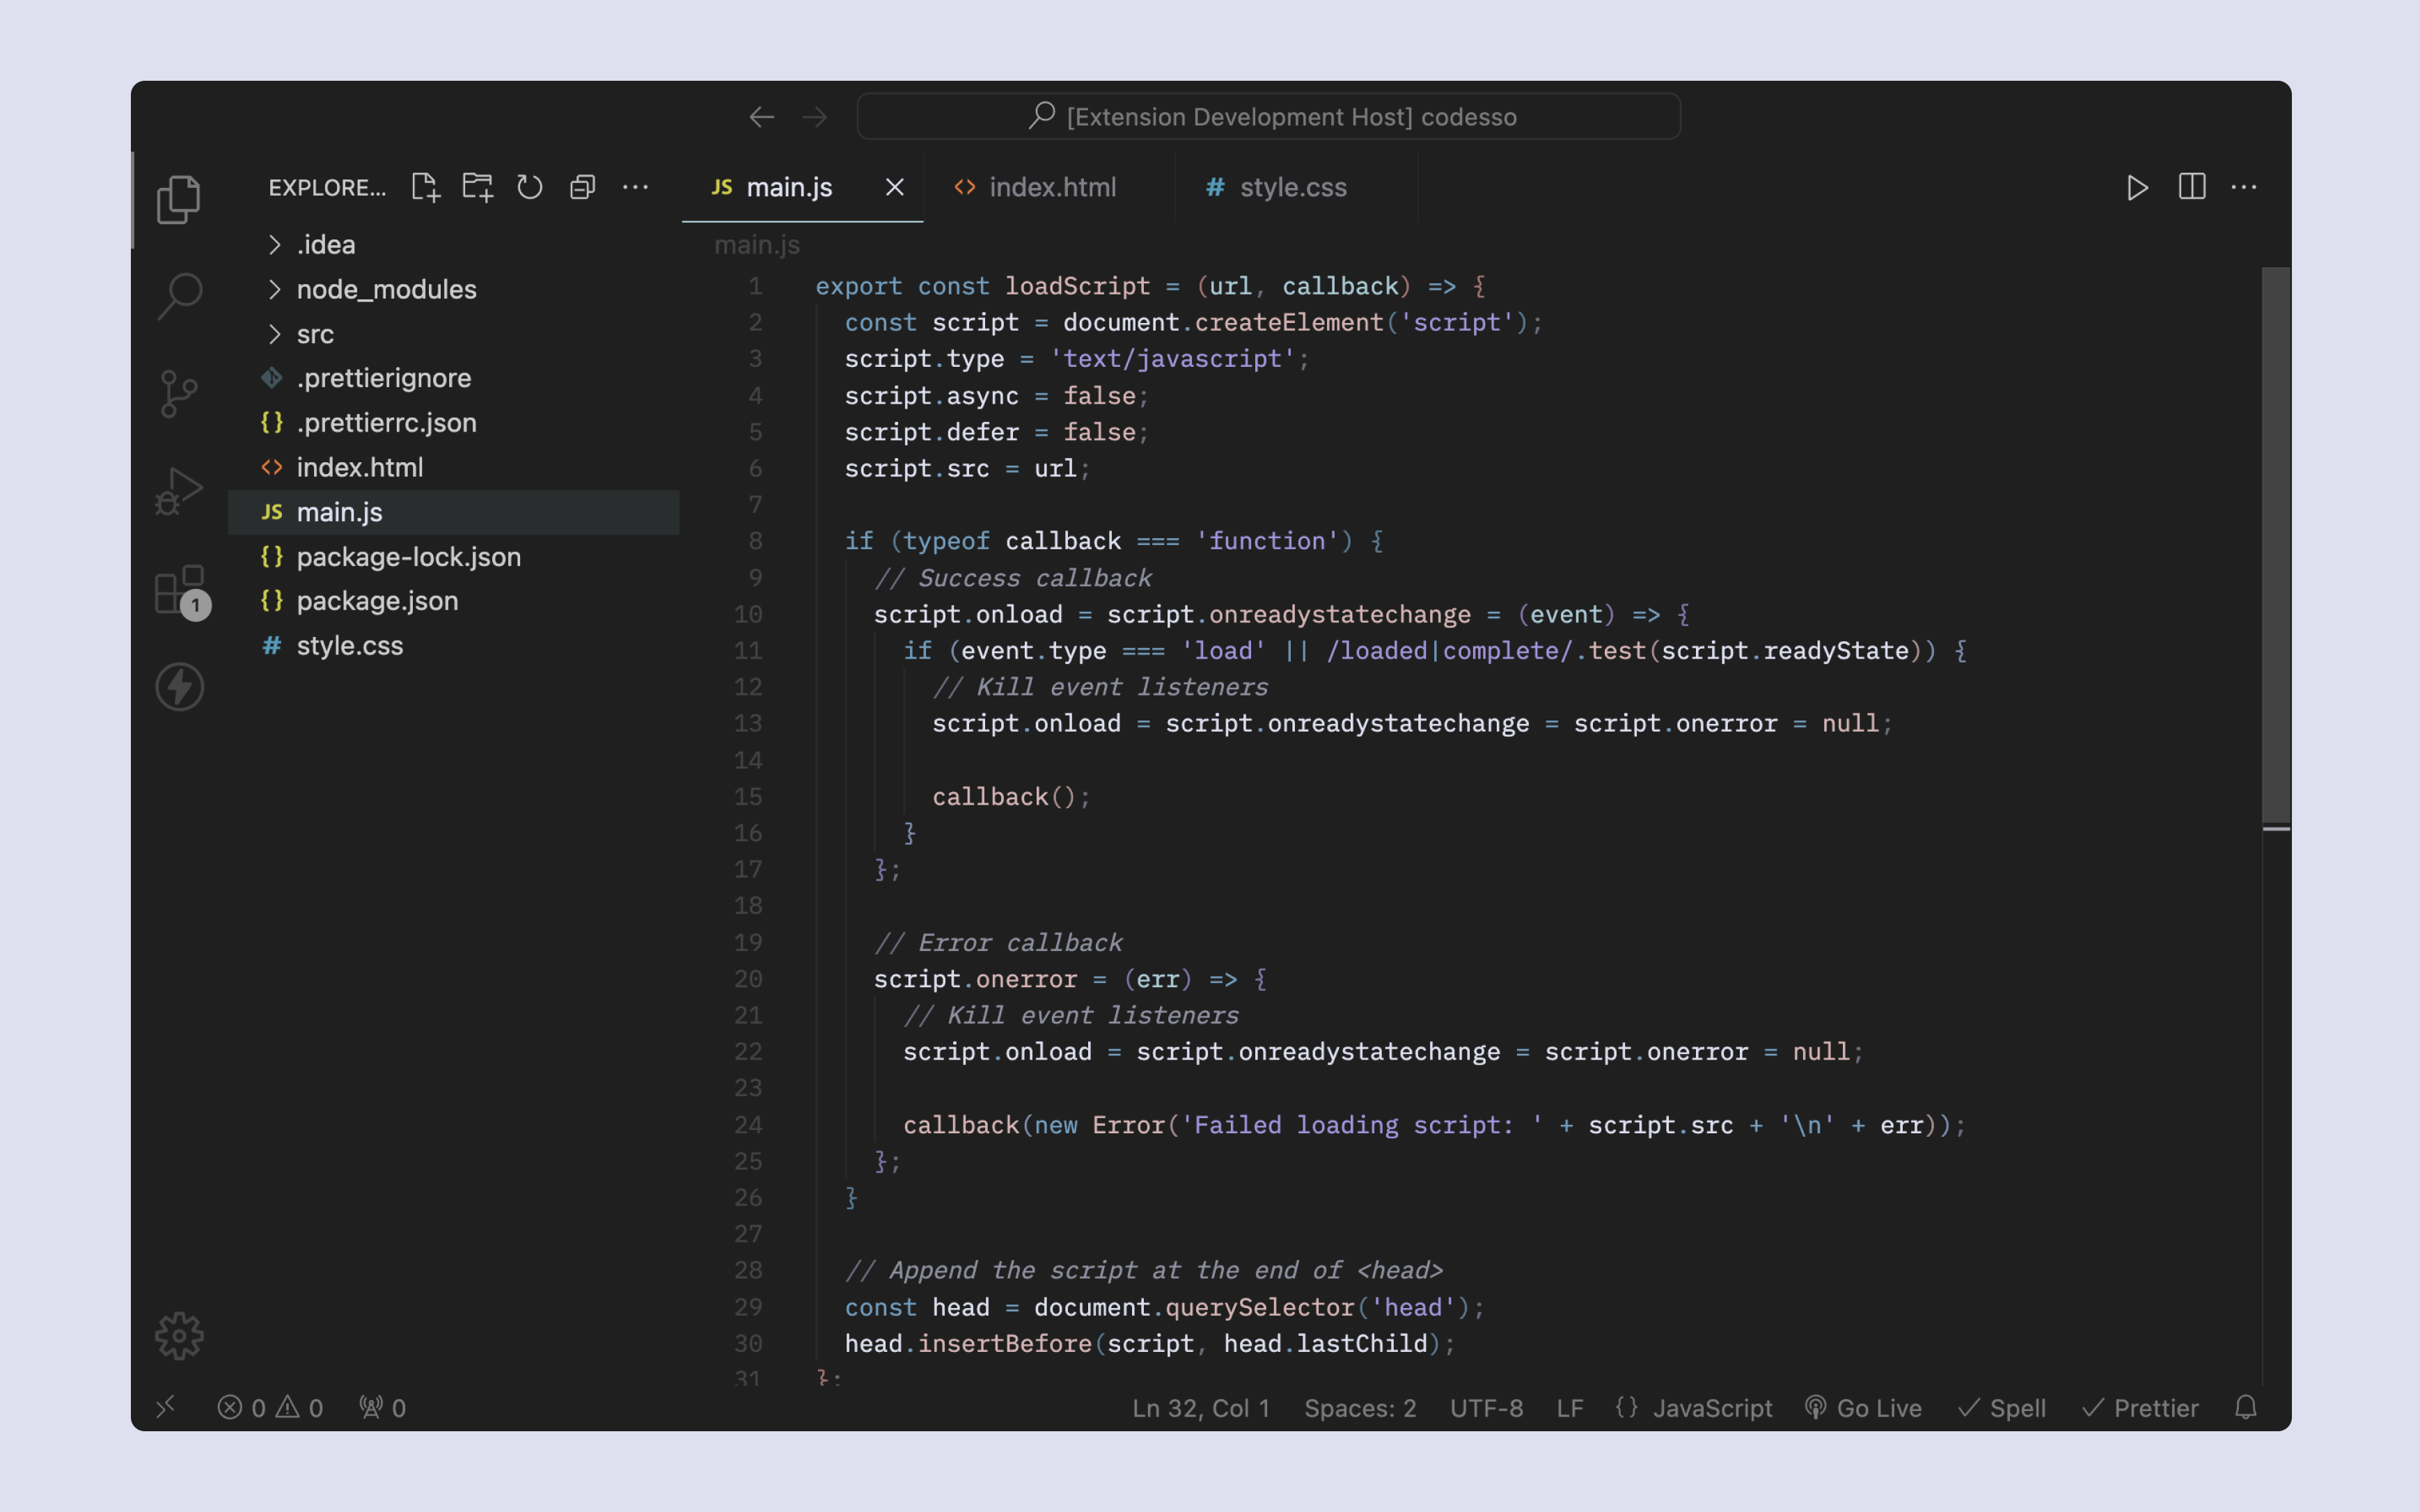 [Extension Development Host] codesso
EXPLORE...
JS main.js
<> index.html
# style.css
.idea
node_modules
src
.prettierignore
{} .prettierrc.json
<> index.html
JS main.js
{} package-lock.json
{} package.json
# style.css
1
main.js
1 export const loadScript = (url, callback) => {
2 const script = document.createElement('script');
3 script.type = 'text/javascript';
4 script.async = false;
5 script.defer = false;
6 script.src = url;
7
8 if (typeof callback === 'function') {
9 // Success callback
10 script.onload = script.onreadystatechange = (event) => {
11 if (event.type === 'load' || /loaded|complete/.test(script.readyState)) {
12 // Kill event listeners
13 script.onload = script.onreadystatechange = script.onerror = null;
14
15 callback();
16 }
17 };
18
19 // Error callback
20 script.onerror = (err) => {
21 // Kill event listeners
22 script.onload = script.onreadystatechange = script.onerror = null;
23
24 callback(new Error('Failed loading script: ' + script.src + '\n' + err));
25 };
26 }
27
28 // Append the script at the end of <head>
29 const head = document.querySelector('head');
30 head.insertBefore(script, head.lastChild);
31 };
0 0 0
Ln 32, Col 1 Spaces: 2 UTF-8 LF {} JavaScript Go Live Spell Prettier